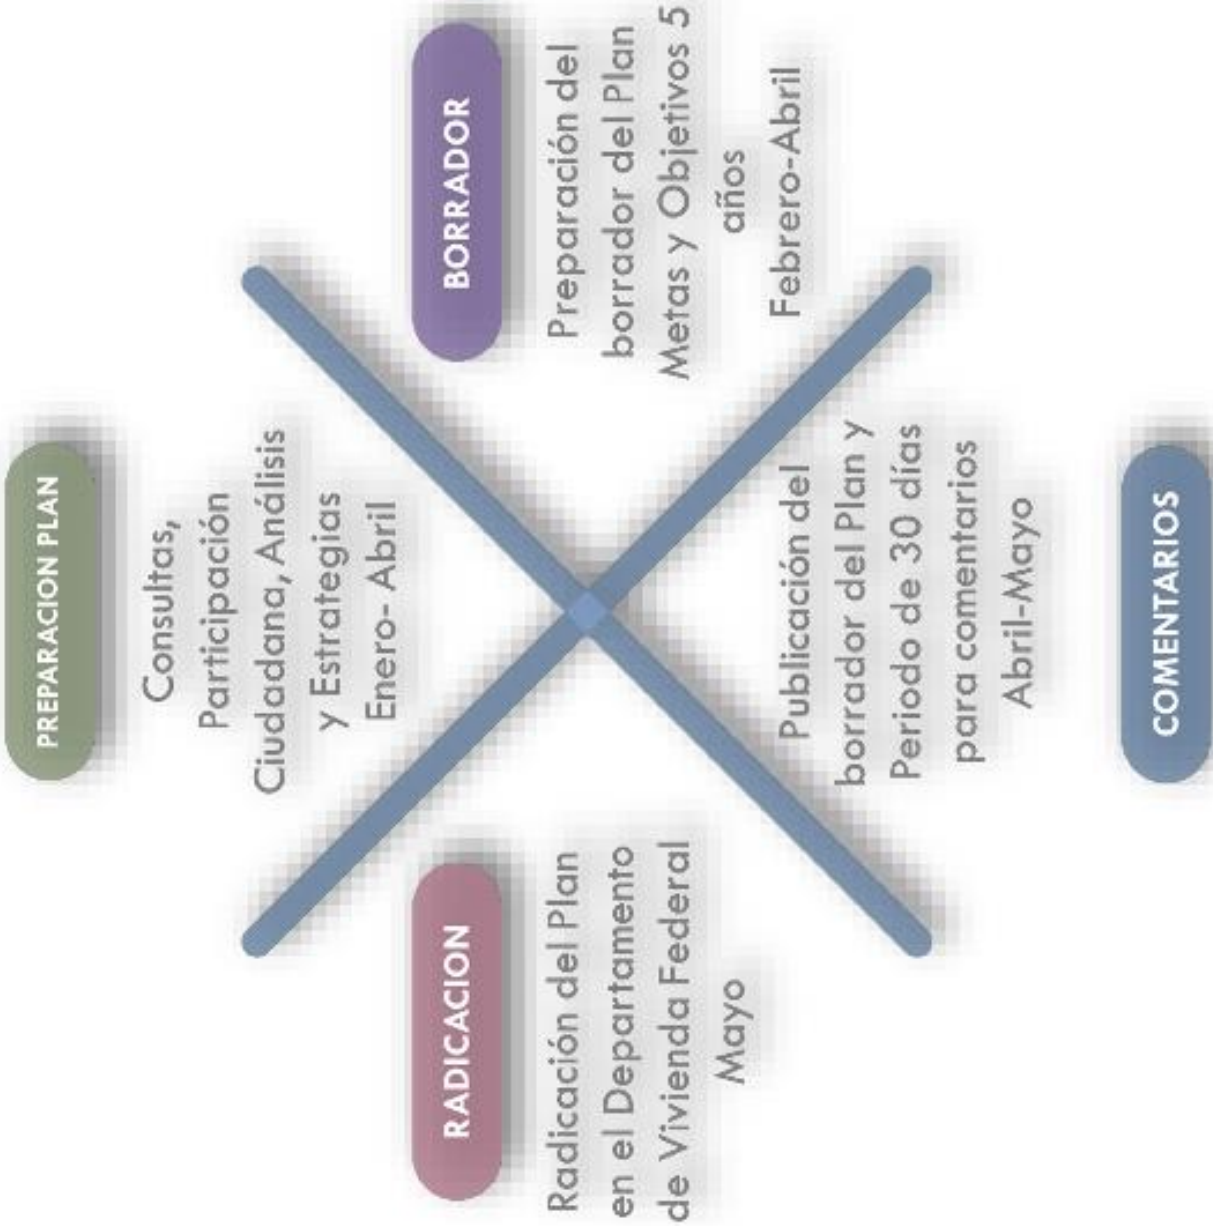 PREPARACION PLAN
Consultas,
Participación
Ciudadana, Análisis
y Estrategias
Enero- Abril
BORRADOR
Preparación del
borrador del Plan
Metas y Objetivos 5
años
Febrero-Abril
Publicación del
borrador del Plan y
Periodo de 30 días
para comentarios
Abril-Mayo
COMENTARIOS
RADICACION
Radicación del Plan
en el Departamento
de Vivienda Federal
Mayo